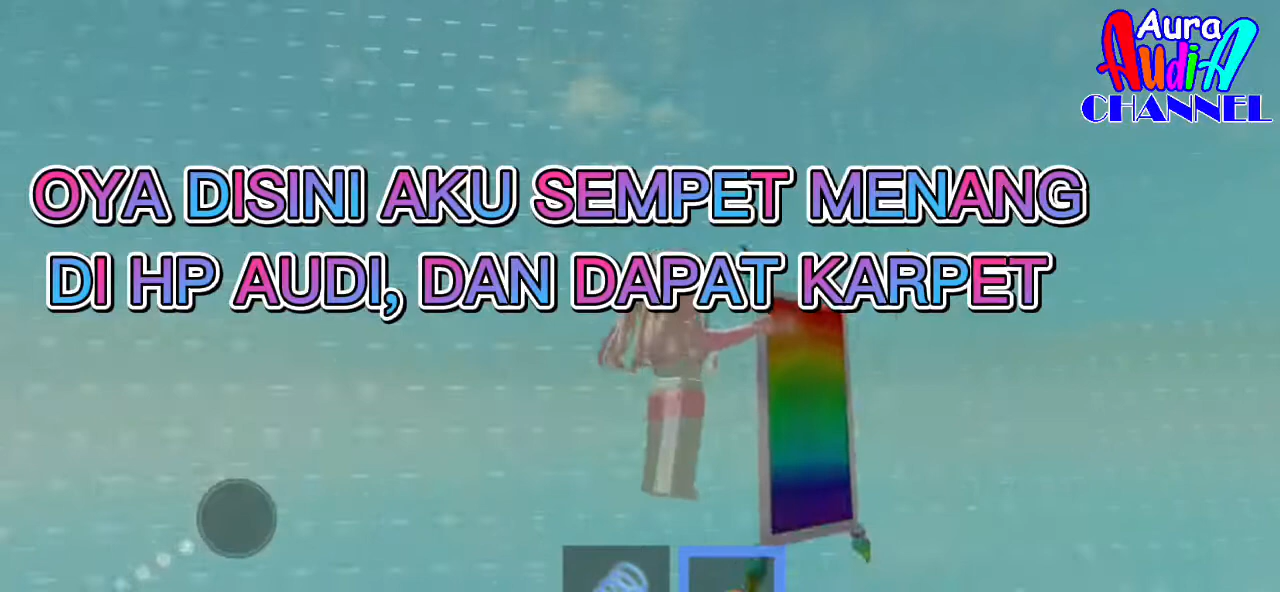 Aura
AudiA
CHANNEL
OYA DISINI AKU SEMPET MENANG
DI HP AUDI, DAN DAPAT KARPET